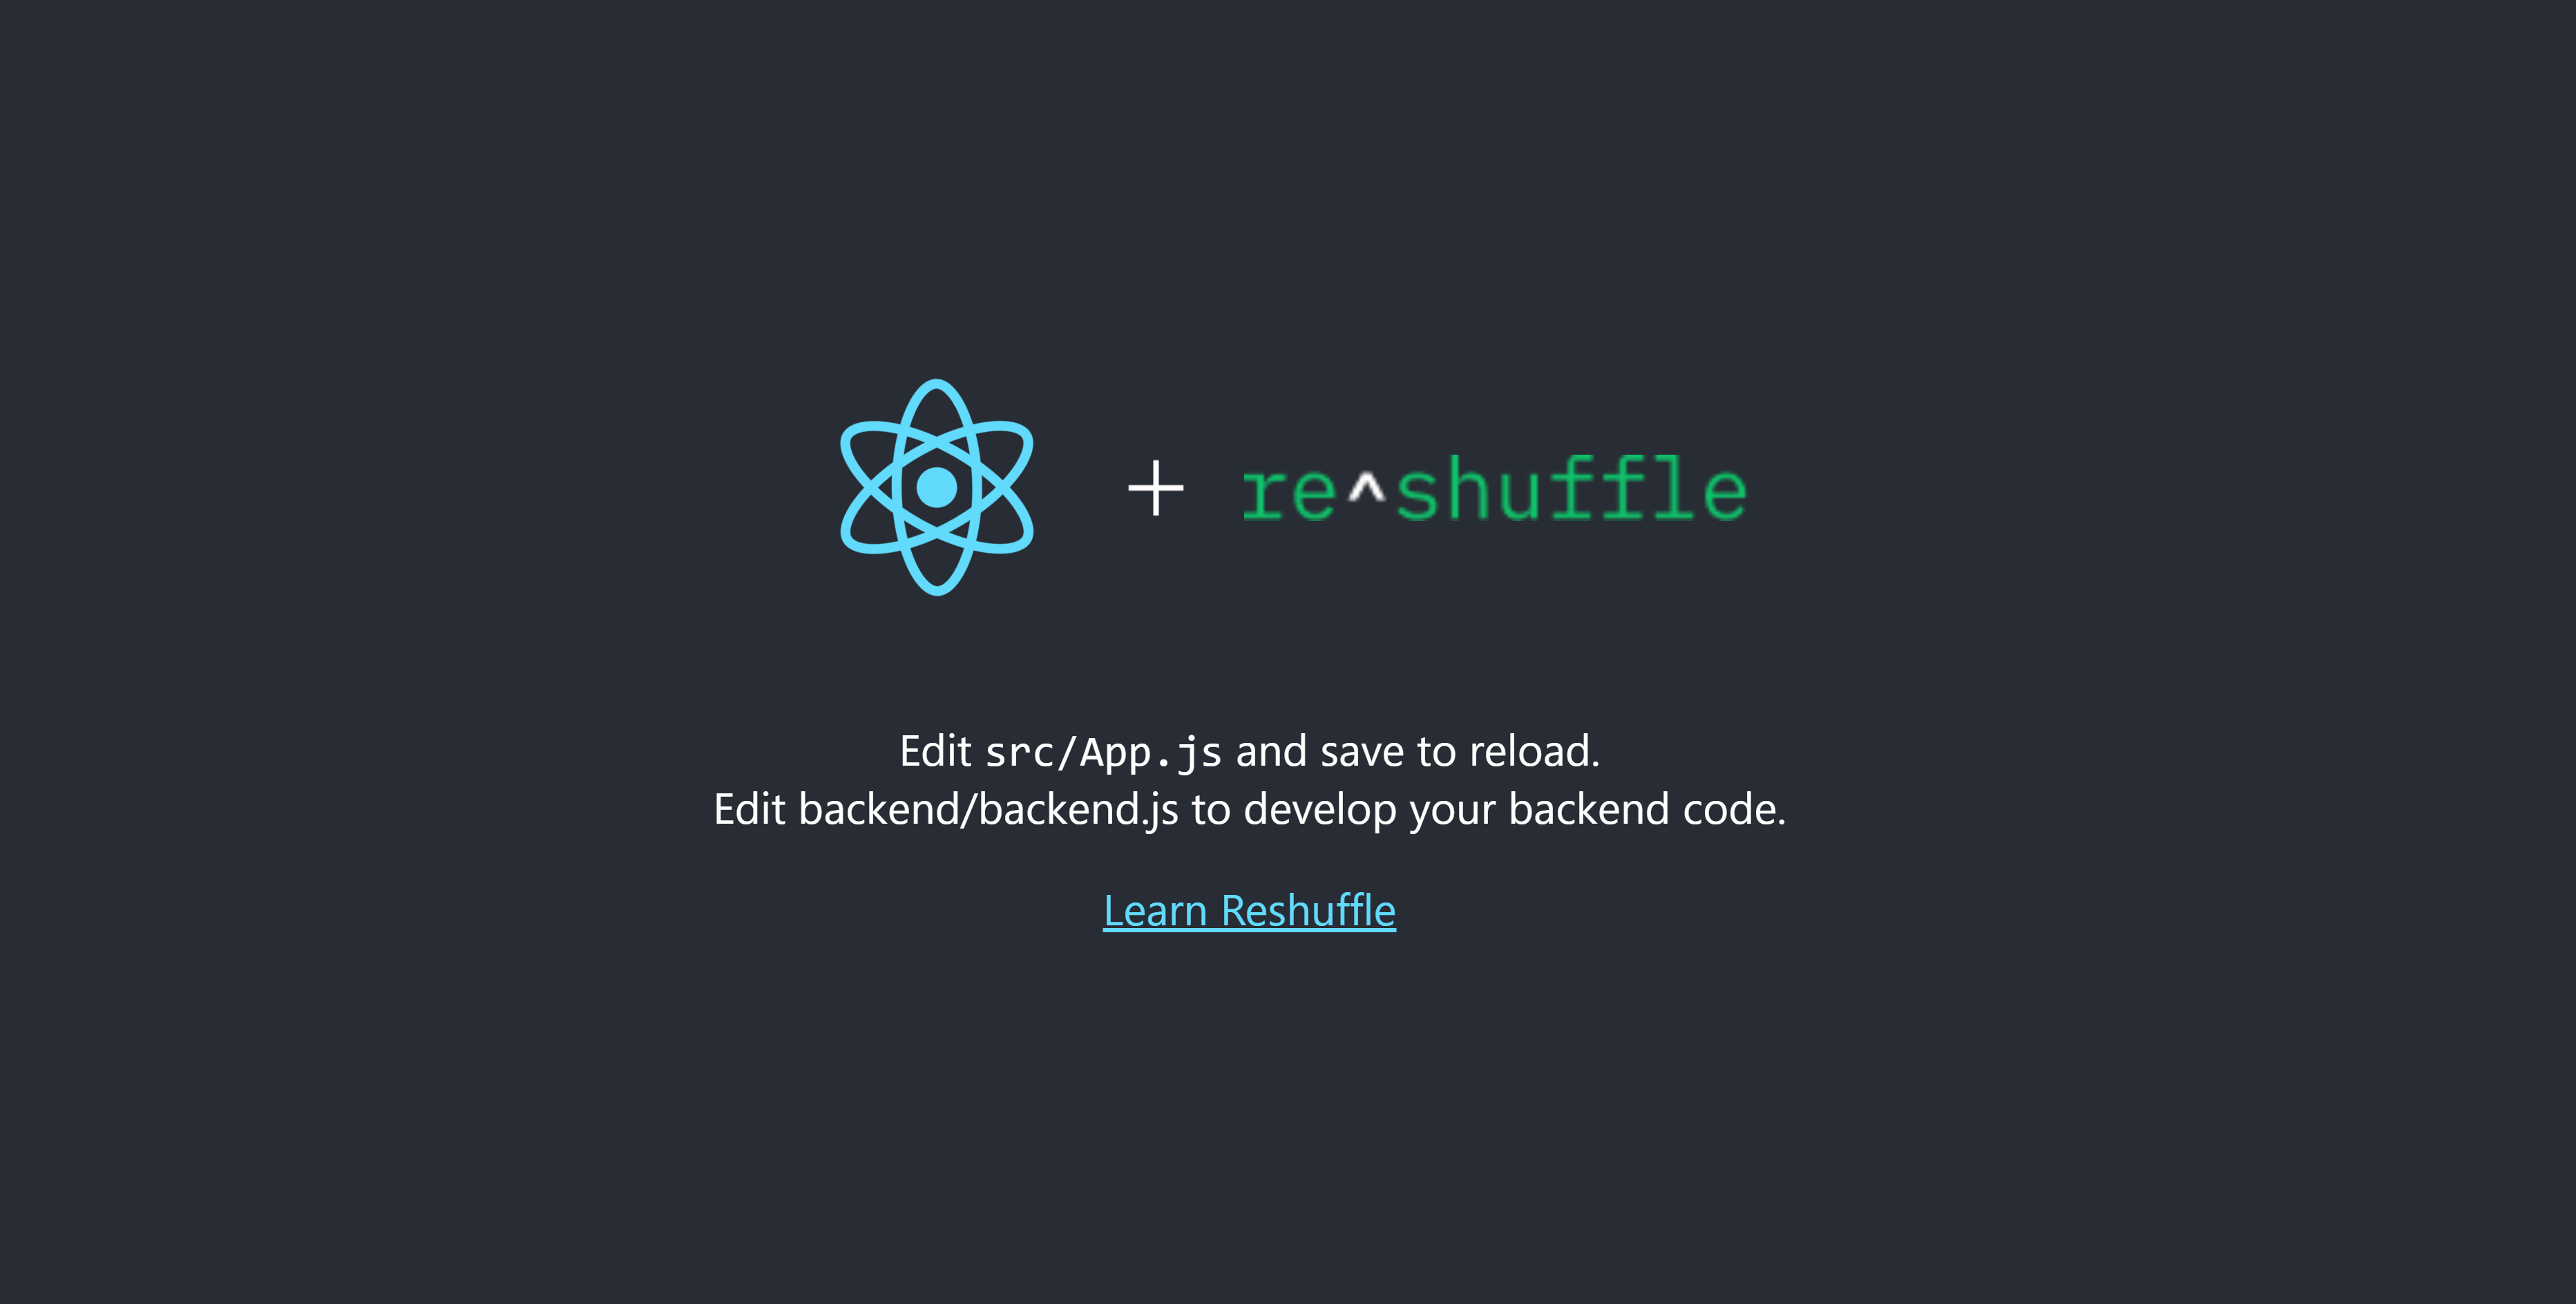 + re^shuffle
Edit src/App.js and save to reload.
Edit backend/backend.js to develop your backend code.
Learn Reshuffle